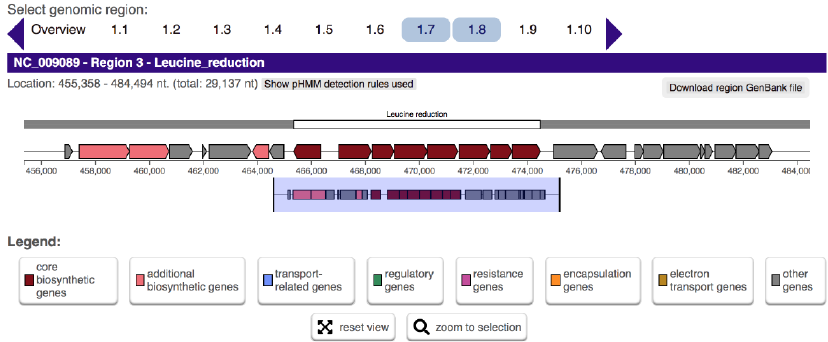 Select genomic region:
Overview 1.1 1.2 1.3 1.4 1.5 1.6 1.7 1.8 1.9 1.10
NC_009089 - Region 3 - Leucine_reduction
Location: 455,358 - 484,494 nt. (total: 29,137 nt) Show pHMM detection rules used
Download region GenBank file
Leucine reduction
456,000 458,000 460,000 462,000 464,000 466,000 468,000 470,000 472,000 474,000 476,000 478,000 480,000 482,000 484,000
Legend:
core biosynthetic genes
additional biosynthetic genes
transport-related genes
regulatory genes
resistance genes
encapsulation genes
electron transport genes
other genes
reset view zoom to selection